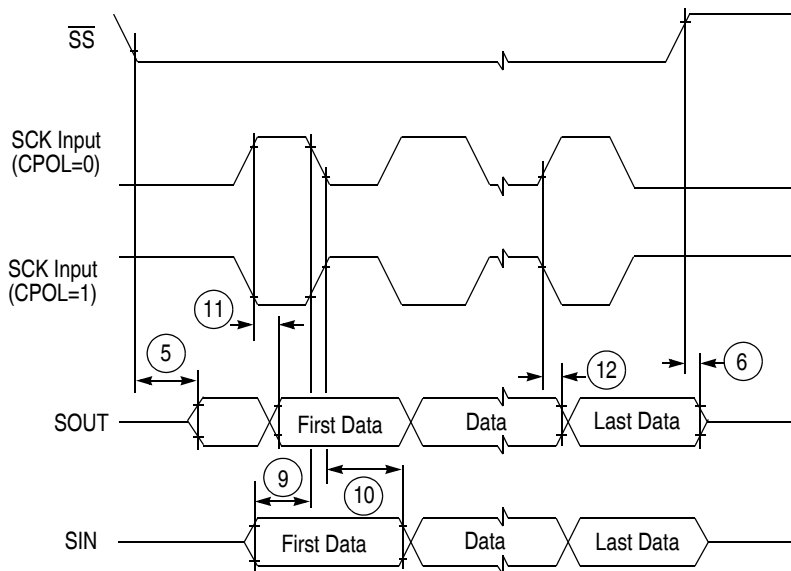 SS
SCK Input
(CPOL=0)
SCK Input
(CPOL=1)
11
5
12
6
SOUT
First Data
Data
Last Data
9
10
SIN
First Data
Data
Last Data